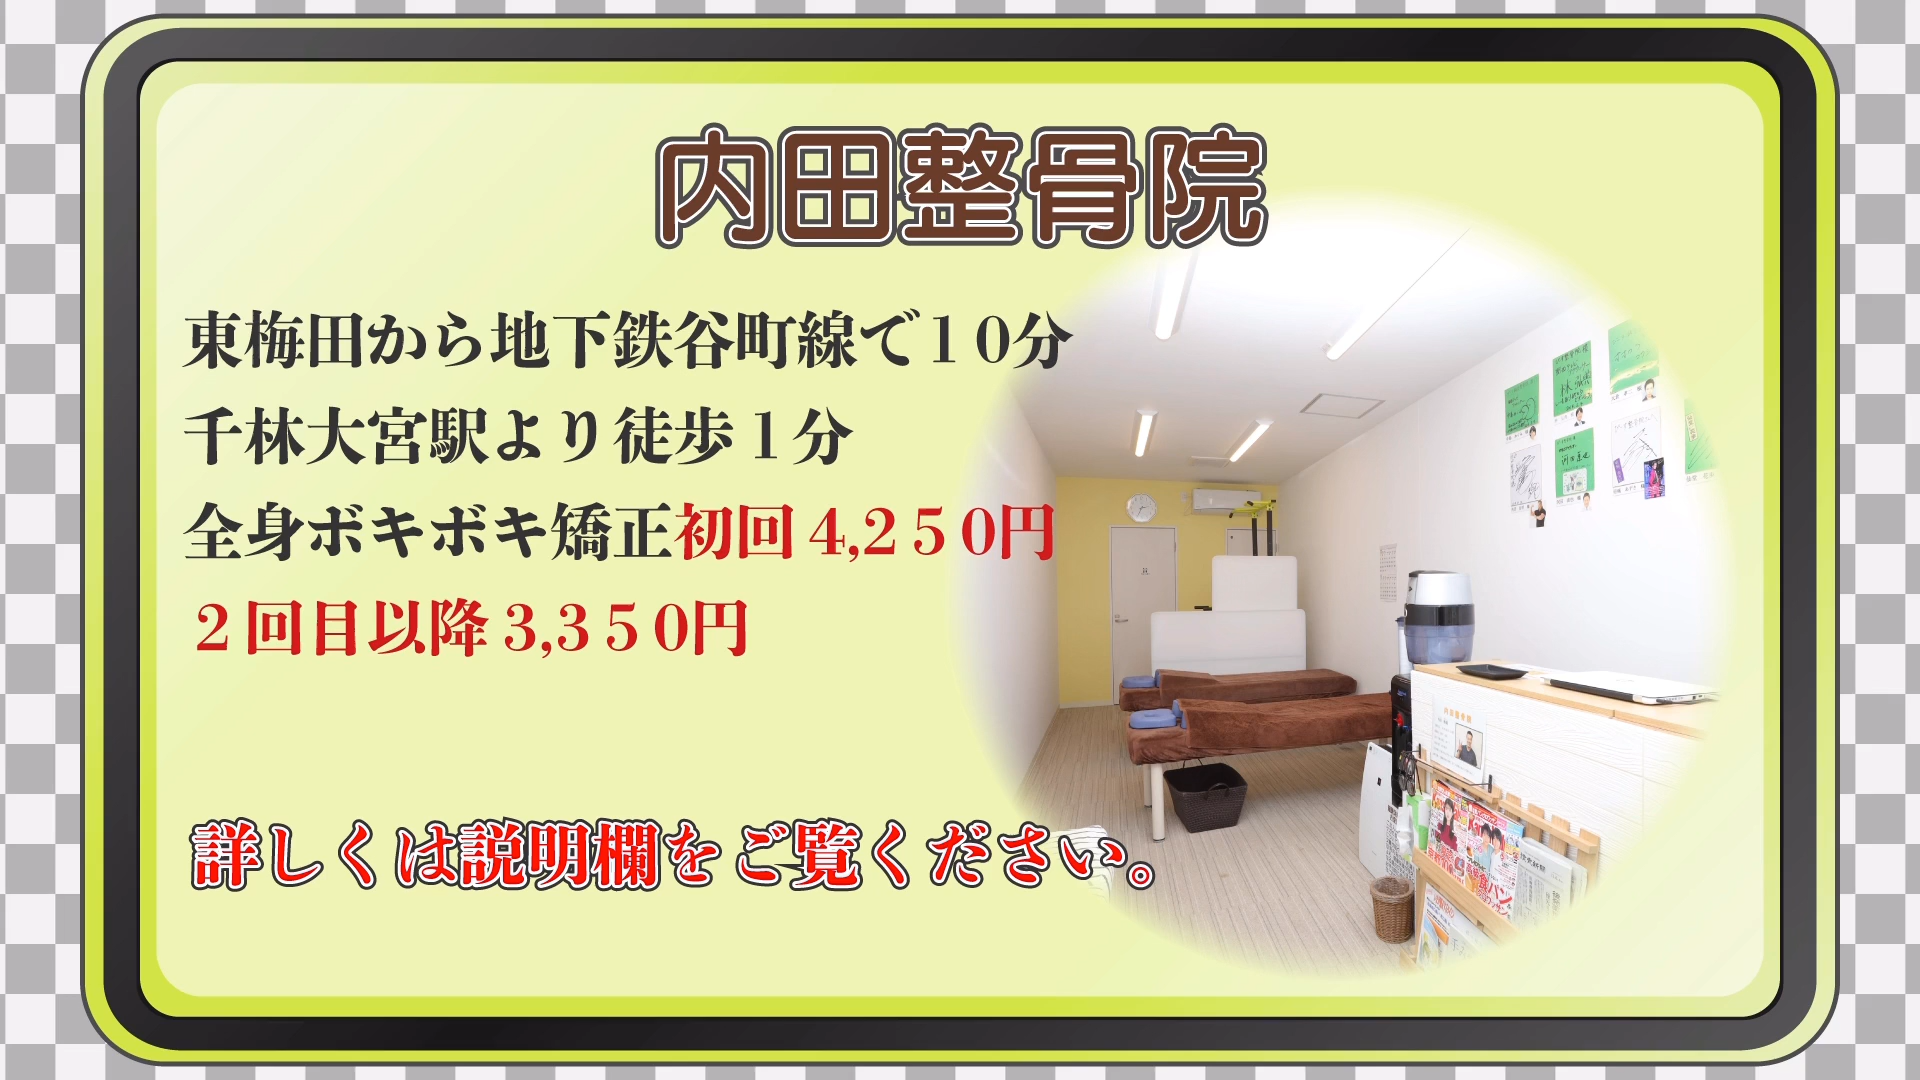 内田整骨院
東梅田から地下鉄谷町線で１０分
千林大宮駅より徒歩１分
全身ボキボキ矯正初回４,２５０円
２回目以降３,３５０円
詳しくは説明欄をご覧ください。